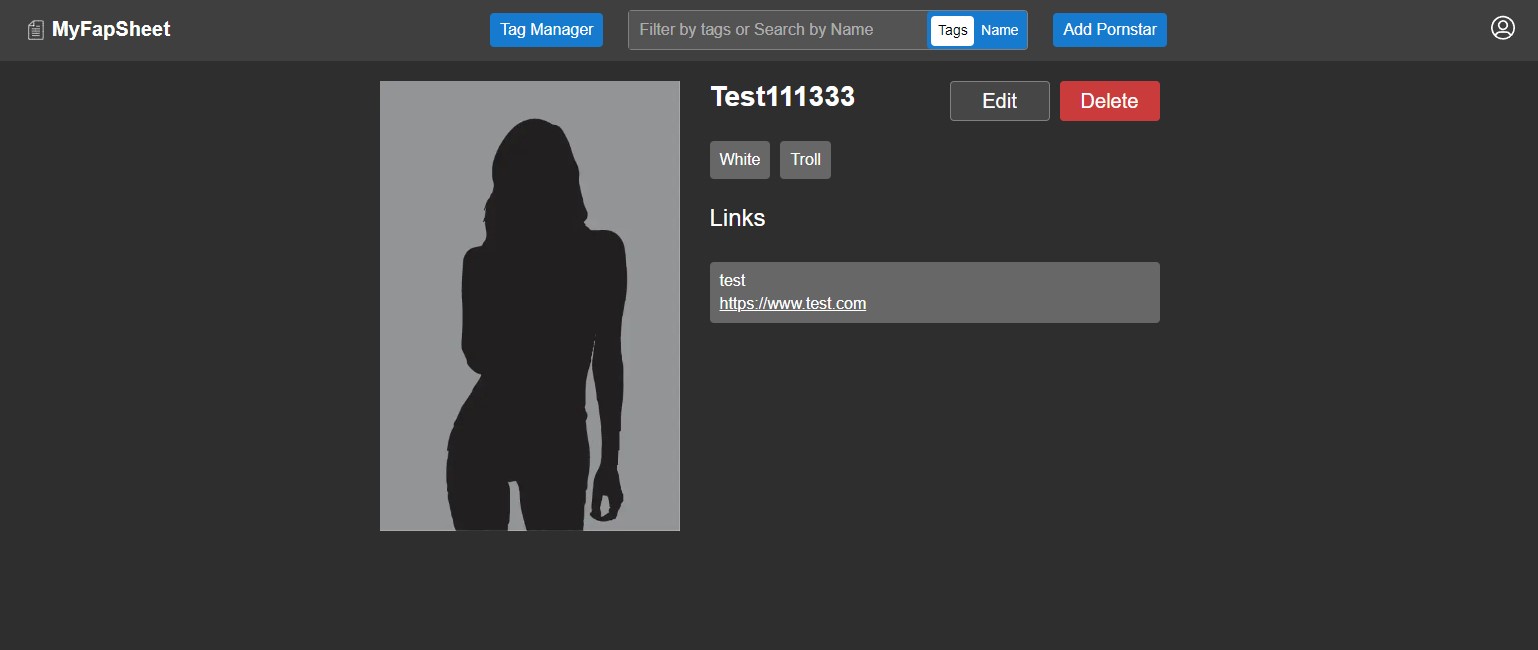 MyFapSheet
Tag Manager
Filter by tags or Search by Name
Tags
Name
Add Pornstar
Test111333
Edit
Delete
White
Troll
Links
test
https://www.test.com